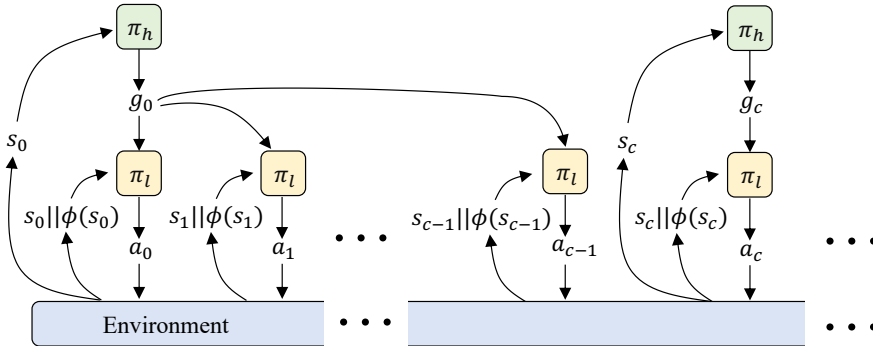 π_h π_h
g_0 g_c
s_0 s_c
π_l π_l π_l π_l
s_0||ϕ(s_0) s_1||ϕ(s_1) s_{c-1}||ϕ(s_{c-1}) s_c||ϕ(s_c)
a_0 a_1 • • • a_{c-1} a_c • • •
Environment • • • • • •